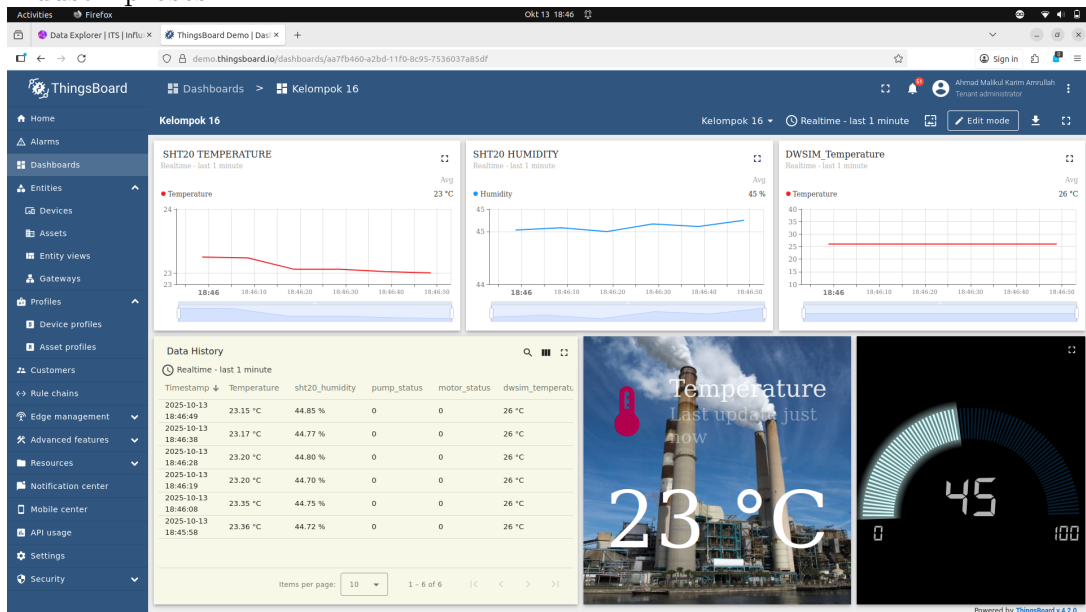 Activities
Firefox
Okt 13 18:46
Data Explorer | ITS | Influx
ThingsBoard Demo | Dash
demo.thingsboard.io/dashboards/aa7fb460-a2bd-11f0-8c95-7536037a85df
Sign in
ThingsBoard
Dashboards > Kelompok 16
Ahmad Malikul Karim Amrullah
Tenant administrator
Home
Alarms
Dashboards
Entities
Devices
Assets
Entity views
Gateways
Profiles
Device profiles
Asset profiles
Customers
Rule chains
Edge management
Advanced features
Resources
Notification center
Mobile center
API usage
Settings
Security
Kelompok 16
Kelompok 16
Realtime - last 1 minute
Edit mode
SHT20 TEMPERATURE
Realtime - last 1 minute
Avg
Temperature 23 °C
24
23
23
18:46 18:46:10 18:46:20 18:46:30 18:46:40 18:46:50
SHT20 HUMIDITY
Realtime - last 1 minute
Avg
Humidity 45 %
45
45
44
18:46 18:46:10 18:46:20 18:46:30 18:46:40 18:46:50
DWSIM_Temperature
Realtime - last 1 minute
Avg
Temperature 26 °C
40
35
30
25
20
15
10
18:46 18:46:10 18:46:20 18:46:30 18:46:40 18:46:50
Data History
Realtime - last 1 minute
Timestamp Temperature sht20_humidity pump_status motor_status dwsim_temperatu
2025-10-13 18:46:49 23.15 °C 44.85 % 0 0 26 °C
2025-10-13 18:46:38 23.17 °C 44.77 % 0 0 26 °C
2025-10-13 18:46:28 23.20 °C 44.80 % 0 0 26 °C
2025-10-13 18:46:19 23.20 °C 44.70 % 0 0 26 °C
2025-10-13 18:46:08 23.35 °C 44.75 % 0 0 26 °C
2025-10-13 18:45:58 23.36 °C 44.72 % 0 0 26 °C
Items per page: 10 1 – 6 of 6
Temperature
Last update just
now
23 °C
45
0
100
Powered by ThingsBoard v.4.2.0